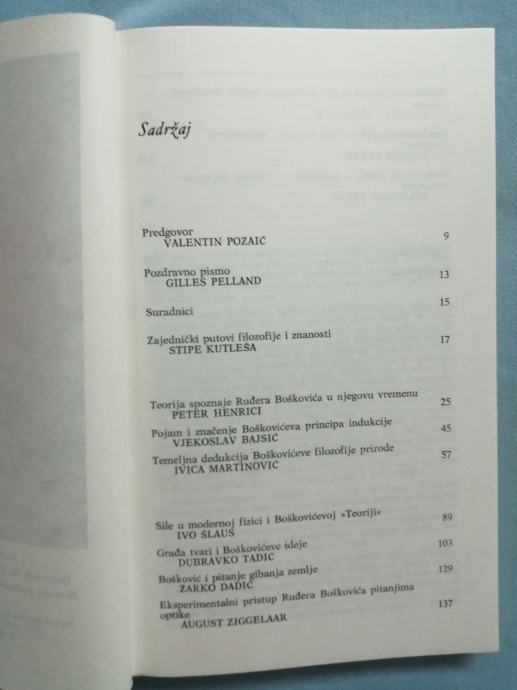 Sadržaj
Predgovor
VALENTIN POZAIĆ 9
Pozdravno pismo
GILLES PELLAND 13
Suradnici 15
Zajednički putovi filozofije i znanosti
STIPE KUTLEŠA 17
Teorija spoznaje Ruđera Boškovića u njegovu vremenu
PETER HENRICI 25
Pojam i značenje Boškovićeva principa indukcije
VJEKOSLAV BAJSIĆ 45
Temeljna dedukcija Boškovićeve filozofije prirode
IVICA MARTINOVIĆ 57
Sile u modernoj fizici i Boškovićevoj »Teoriji«
IVO ŠLAUS 89
Građa tvari i Boškovićeve ideje
DUBRAVKO TADIĆ 103
Bošković i pitanje gibanja zemlje
ŽARKO DADIĆ 129
Eksperimentalni pristup Ruđera Boškovića pitanjima
optike
AUGUST ZIGGELAAR 137